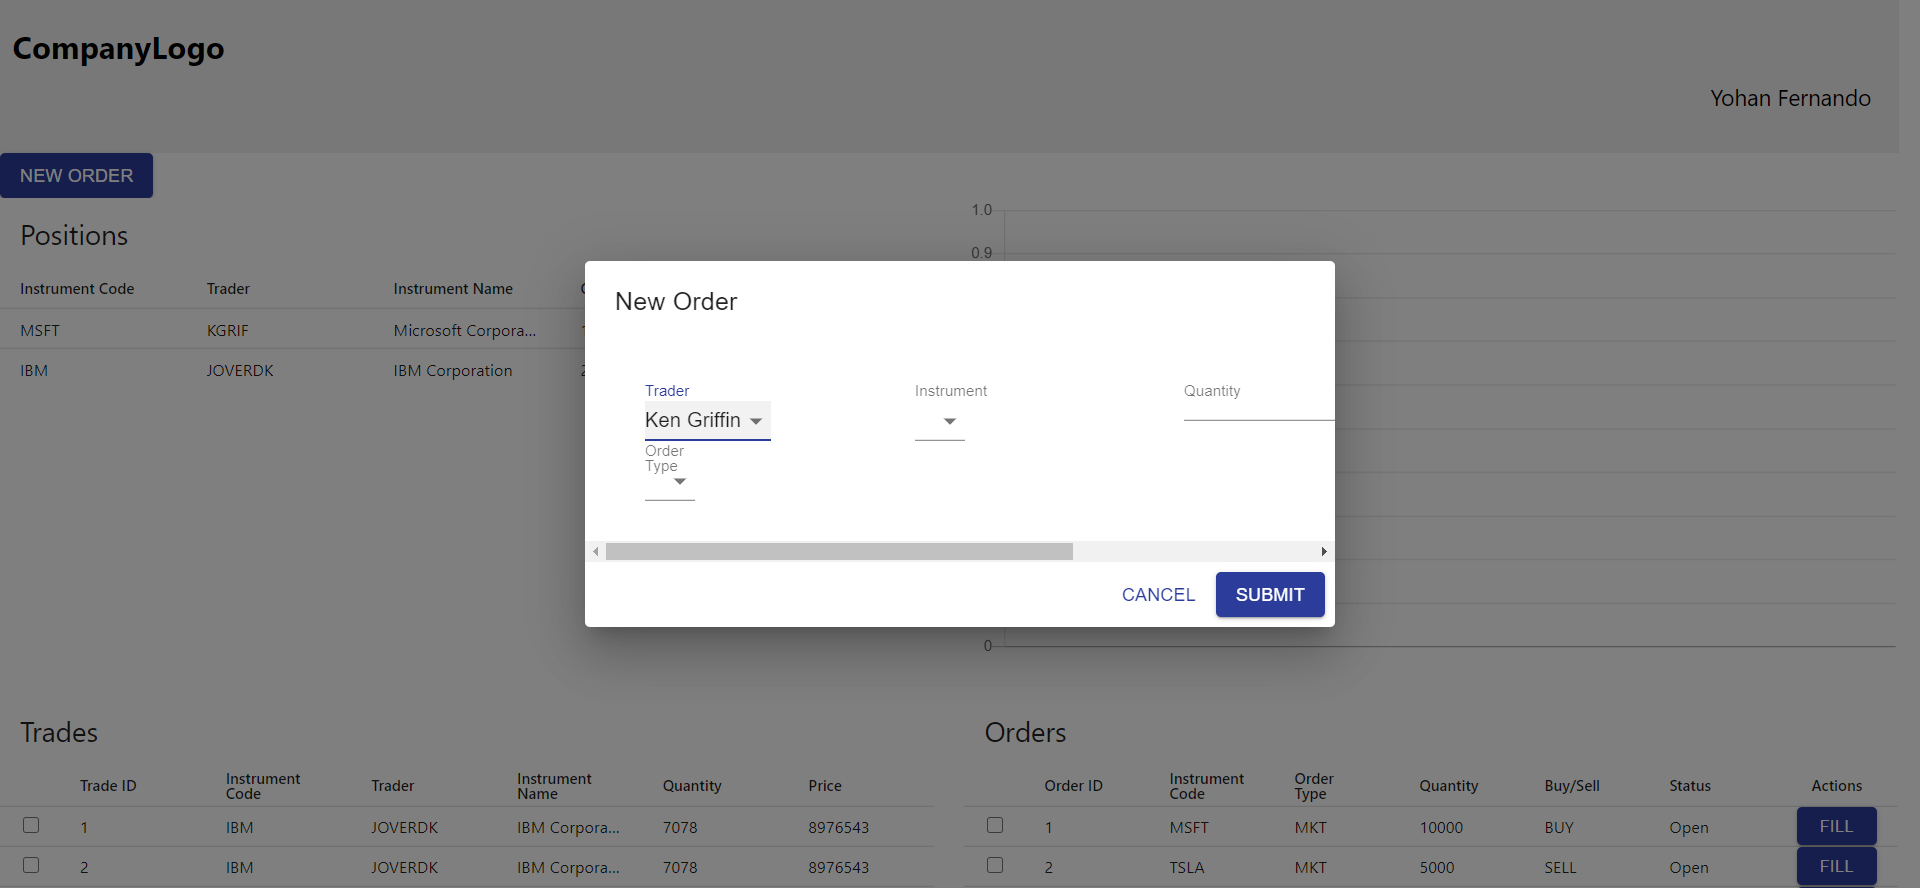 CompanyLogo
Yohan Fernando
NEW ORDER
Positions
Instrument Code Trader Instrument Name
MSFT KGRIF Microsoft Corpora...
IBM JOVERDK IBM Corporation
1.0
0.9
0
New Order
Trader Instrument Quantity
Ken Griffin
Order
Type
CANCEL SUBMIT
Trades
Trade ID Instrument Code Trader Instrument Name Quantity Price
1 IBM JOVERDK IBM Corpora... 7078 8976543
2 IBM JOVERDK IBM Corpora... 7078 8976543
Orders
Order ID Instrument Code Order Type Quantity Buy/Sell Status Actions
1 MSFT MKT 10000 BUY Open FILL
2 TSLA MKT 5000 SELL Open FILL